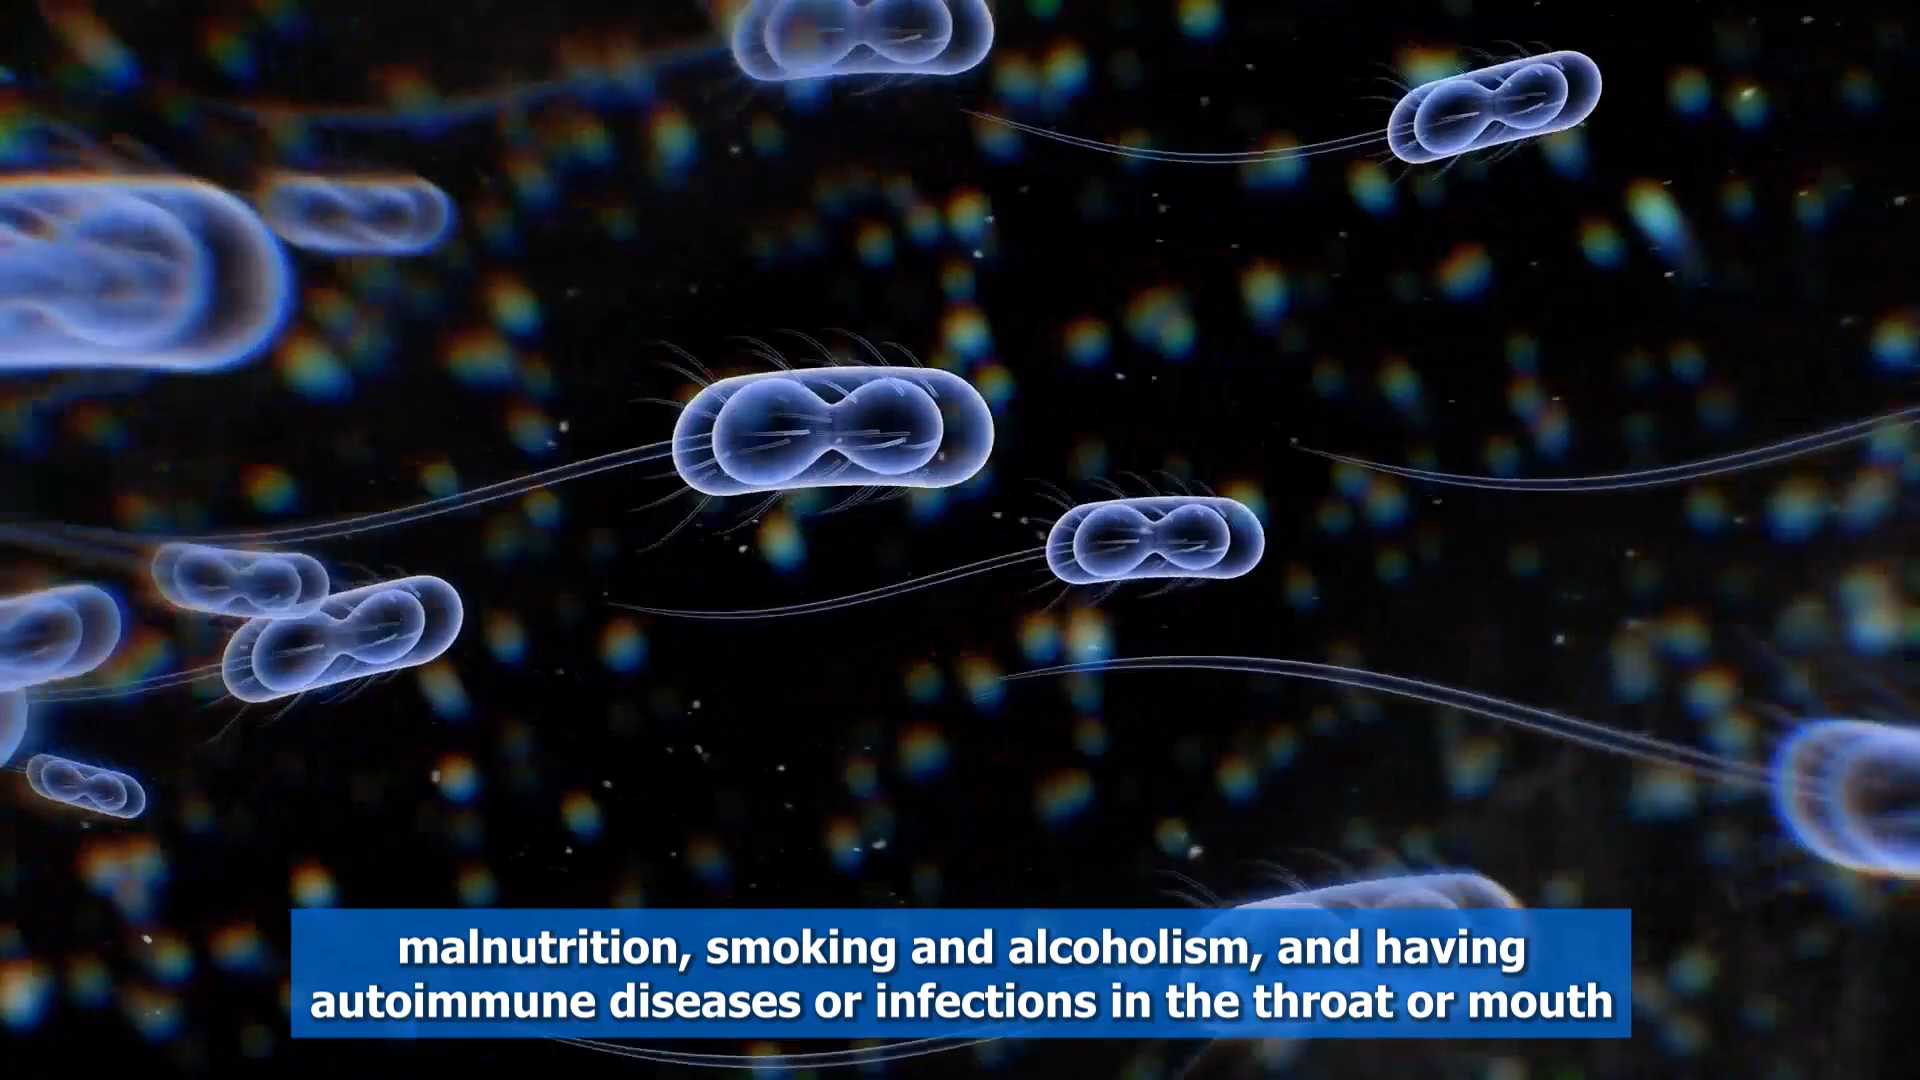 malnutrition, smoking and alcoholism, and having
autoimmune diseases or infections in the throat or mouth